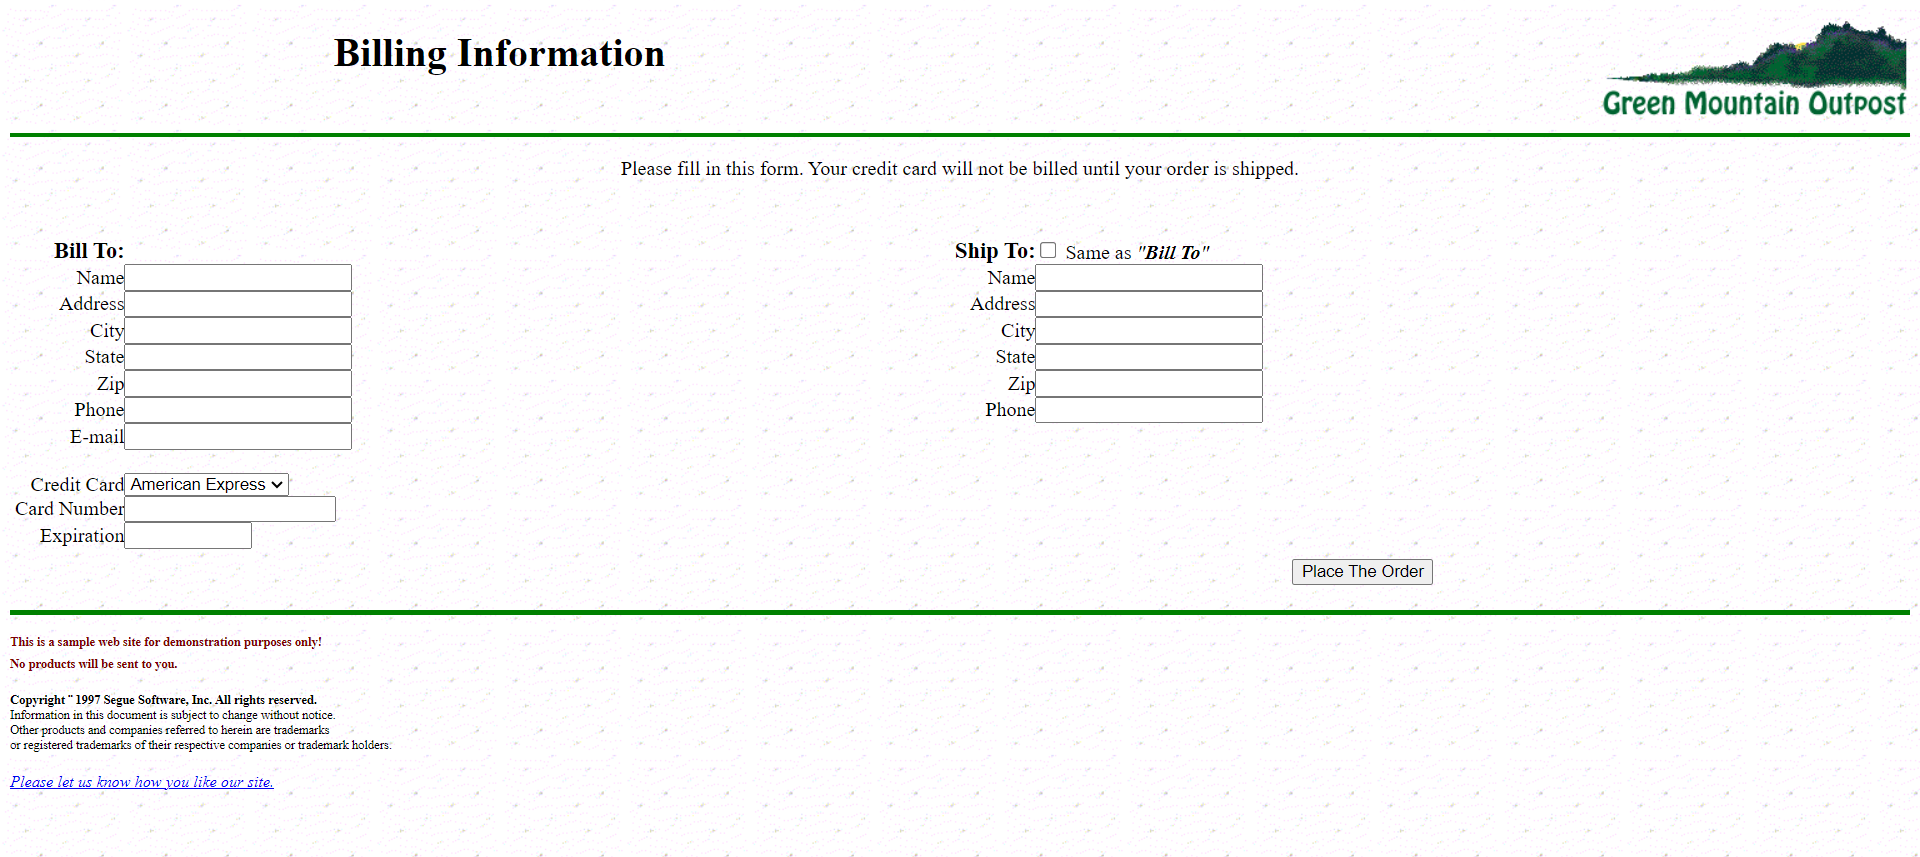 Billing Information
Green Mountain Outpost
Please fill in this form. Your credit card will not be billed until your order is shipped.
Bill To:
Name
Address
City
State
Zip
Phone
E-mail
Credit Card American Express
Card Number
Expiration
Ship To: Same as "Bill To"
Name
Address
City
State
Zip
Phone
Place The Order
This is a sample web site for demonstration purposes only!
No products will be sent to you.
Copyright ¨ 1997 Segue Software, Inc. All rights reserved.
Information in this document is subject to change without notice.
Other products and companies referred to herein are trademarks
or registered trademarks of their respective companies or trademark holders.
Please let us know how you like our site.